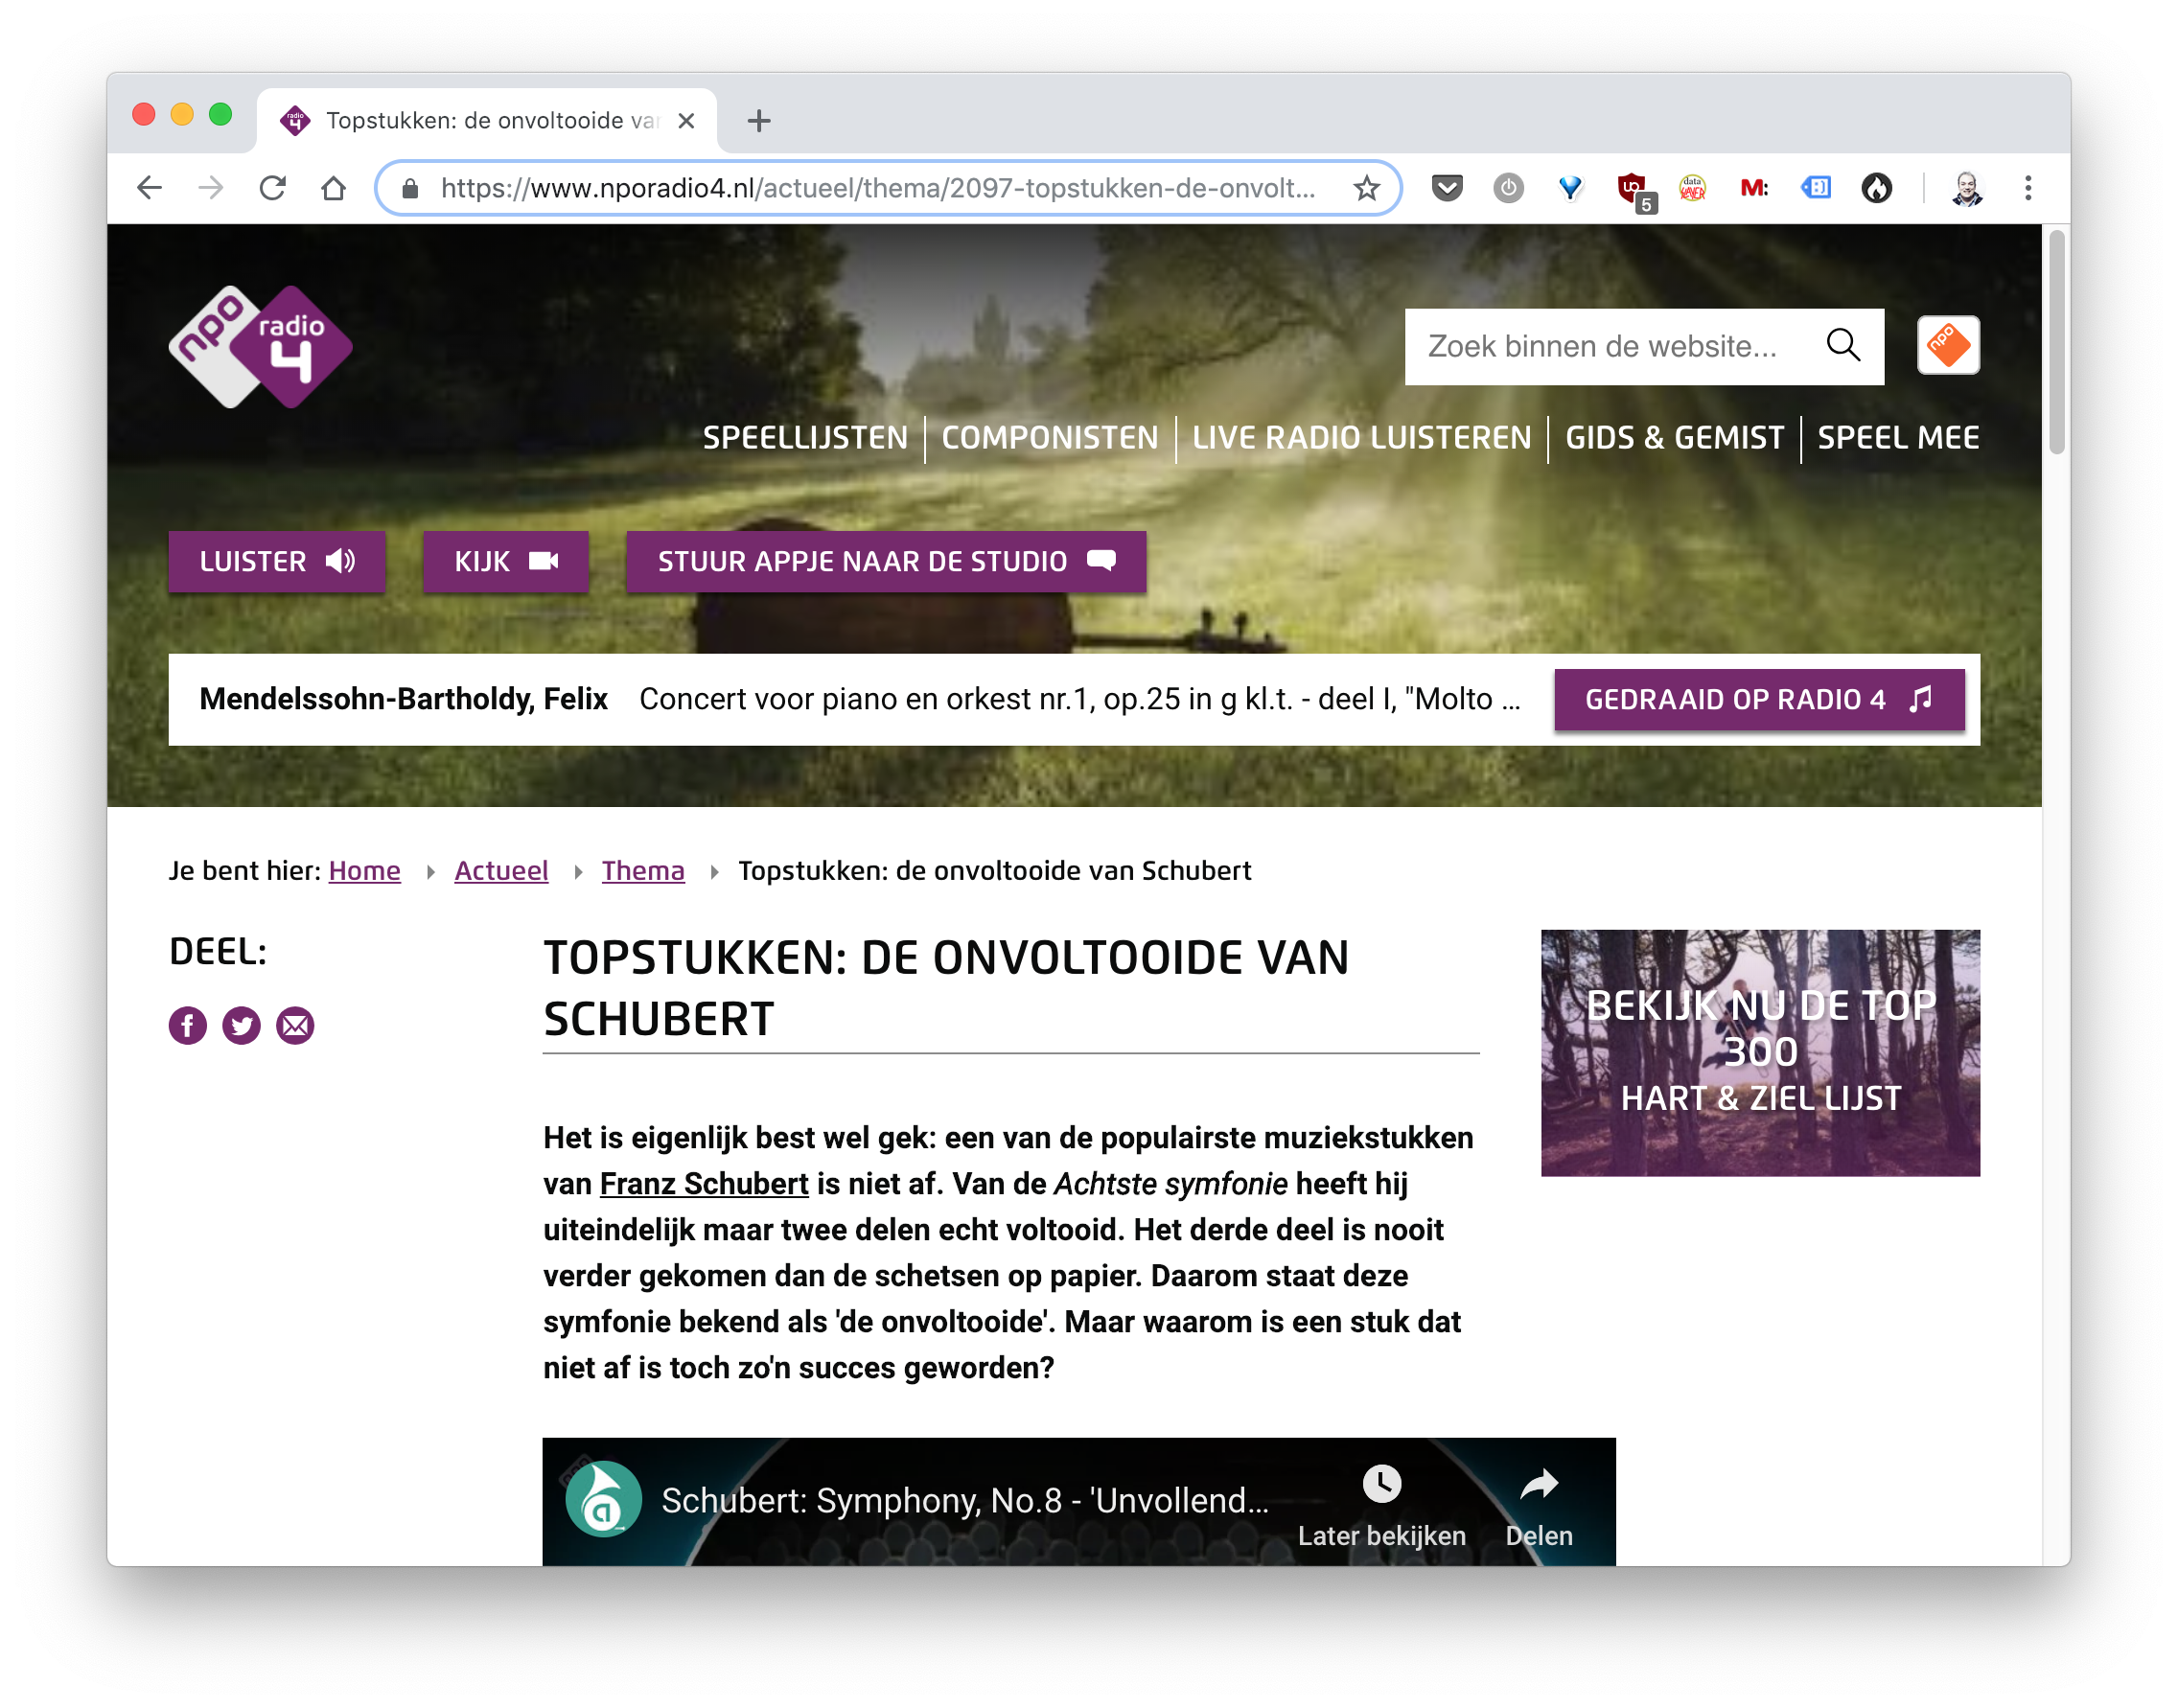 Topstukken: de onvoltooide va
https://www.nporadio4.nl/actueel/thema/2097-topstukken-de-onvolt...
5
data
M:
npo radio 4
Zoek binnen de website...
npo
SPEELLIJSTEN COMPONISTEN LIVE RADIO LUISTEREN GIDS & GEMIST SPEEL MEE
LUISTER KIJK STUUR APPJE NAAR DE STUDIO
Mendelssohn-Bartholdy, Felix Concert voor piano en orkest nr.1, op.25 in g kl.t. - deel I, "Molto ... GEDRAAID OP RADIO 4
Je bent hier: Home Actueel Thema Topstukken: de onvoltooide van Schubert
DEEL:
TOPSTUKKEN: DE ONVOLTOOIDE VAN
SCHUBERT
Het is eigenlijk best wel gek: een van de populairste muziekstukken
van Franz Schubert is niet af. Van de Achtste symfonie heeft hij
uiteindelijk maar twee delen echt voltooid. Het derde deel is nooit
verder gekomen dan de schetsen op papier. Daarom staat deze
symfonie bekend als 'de onvoltooide'. Maar waarom is een stuk dat
niet af is toch zo'n succes geworden?
BEKIJK NU DE TOP
300
HART & ZIEL LIJST
Schubert: Symphony, No.8 - 'Unvollend...
Later bekijken
Delen